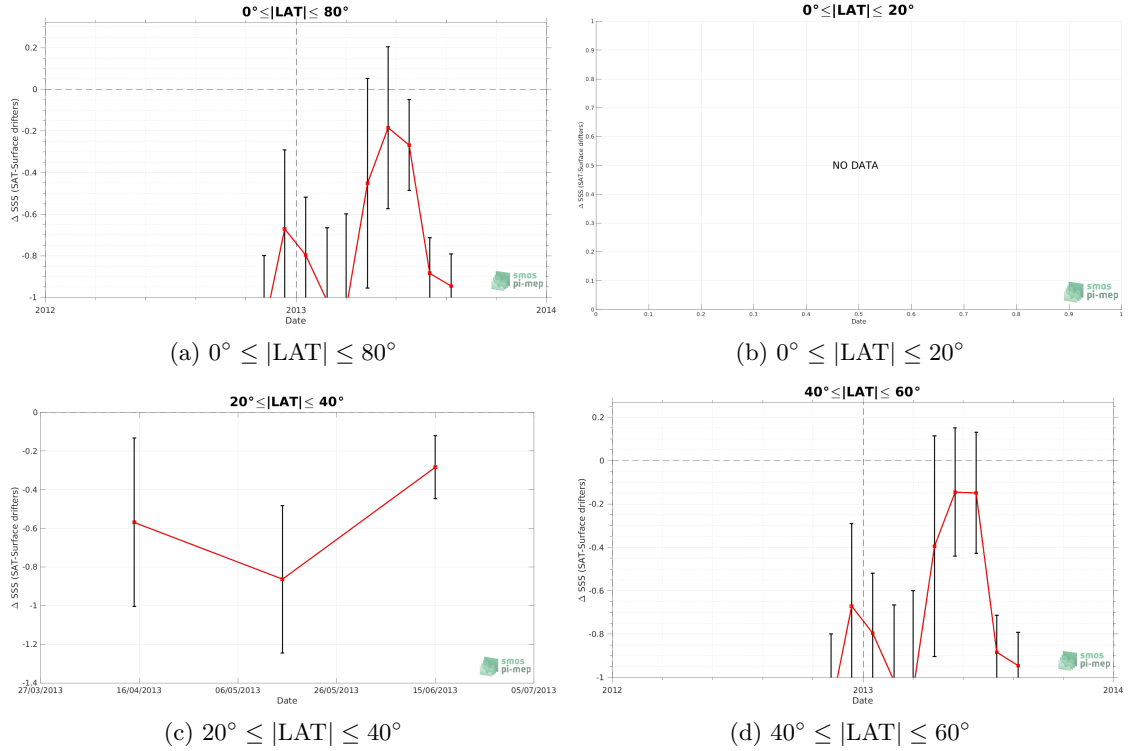 0°≤|LAT|≤ 80°
0.2
0
-0.2
-0.4
-0.6
-0.8
-1
Δ SSS (SAT-Surface drifters)
2012
2013
2014
Date
smos
pi-mep
(a) 0° ≤ |LAT| ≤ 80°
0°≤|LAT|≤ 20°
1
0.9
0.8
0.7
0.6
0.5
0.4
0.3
0.2
0.1
0
Δ SSS (SAT-Surface drifters)
NO DATA
0 0.1 0.2 0.3 0.4 0.5 0.6 0.7 0.8 0.9 1
Date
smos
pi-mep
(b) 0° ≤ |LAT| ≤ 20°
20°≤|LAT|≤ 40°
0
-0.2
-0.4
-0.6
-0.8
-1
-1.2
-1.4
Δ SSS (SAT-Surface drifters)
27/03/2013 16/04/2013 06/05/2013 26/05/2013 15/06/2013 05/07/2013
Date
smos
pi-mep
(c) 20° ≤ |LAT| ≤ 40°
40°≤|LAT|≤ 60°
0.2
0
-0.2
-0.4
-0.6
-0.8
-1
Δ SSS (SAT-Surface drifters)
2012 2013 2014
Date
smos
pi-mep
(d) 40° ≤ |LAT| ≤ 60°